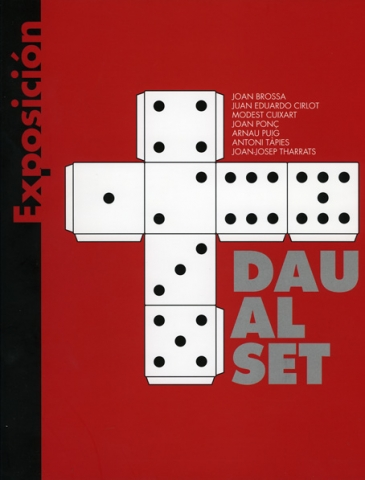 Exposición
JOAN BROSSA
JUAN EDUARDO CIRLOT
MODEST CUIXART
JOAN PONÇ
ARNAU PUIG
ANTONI TÀPIES
JOAN-JOSEP THARRATS
DAU
AL
SET